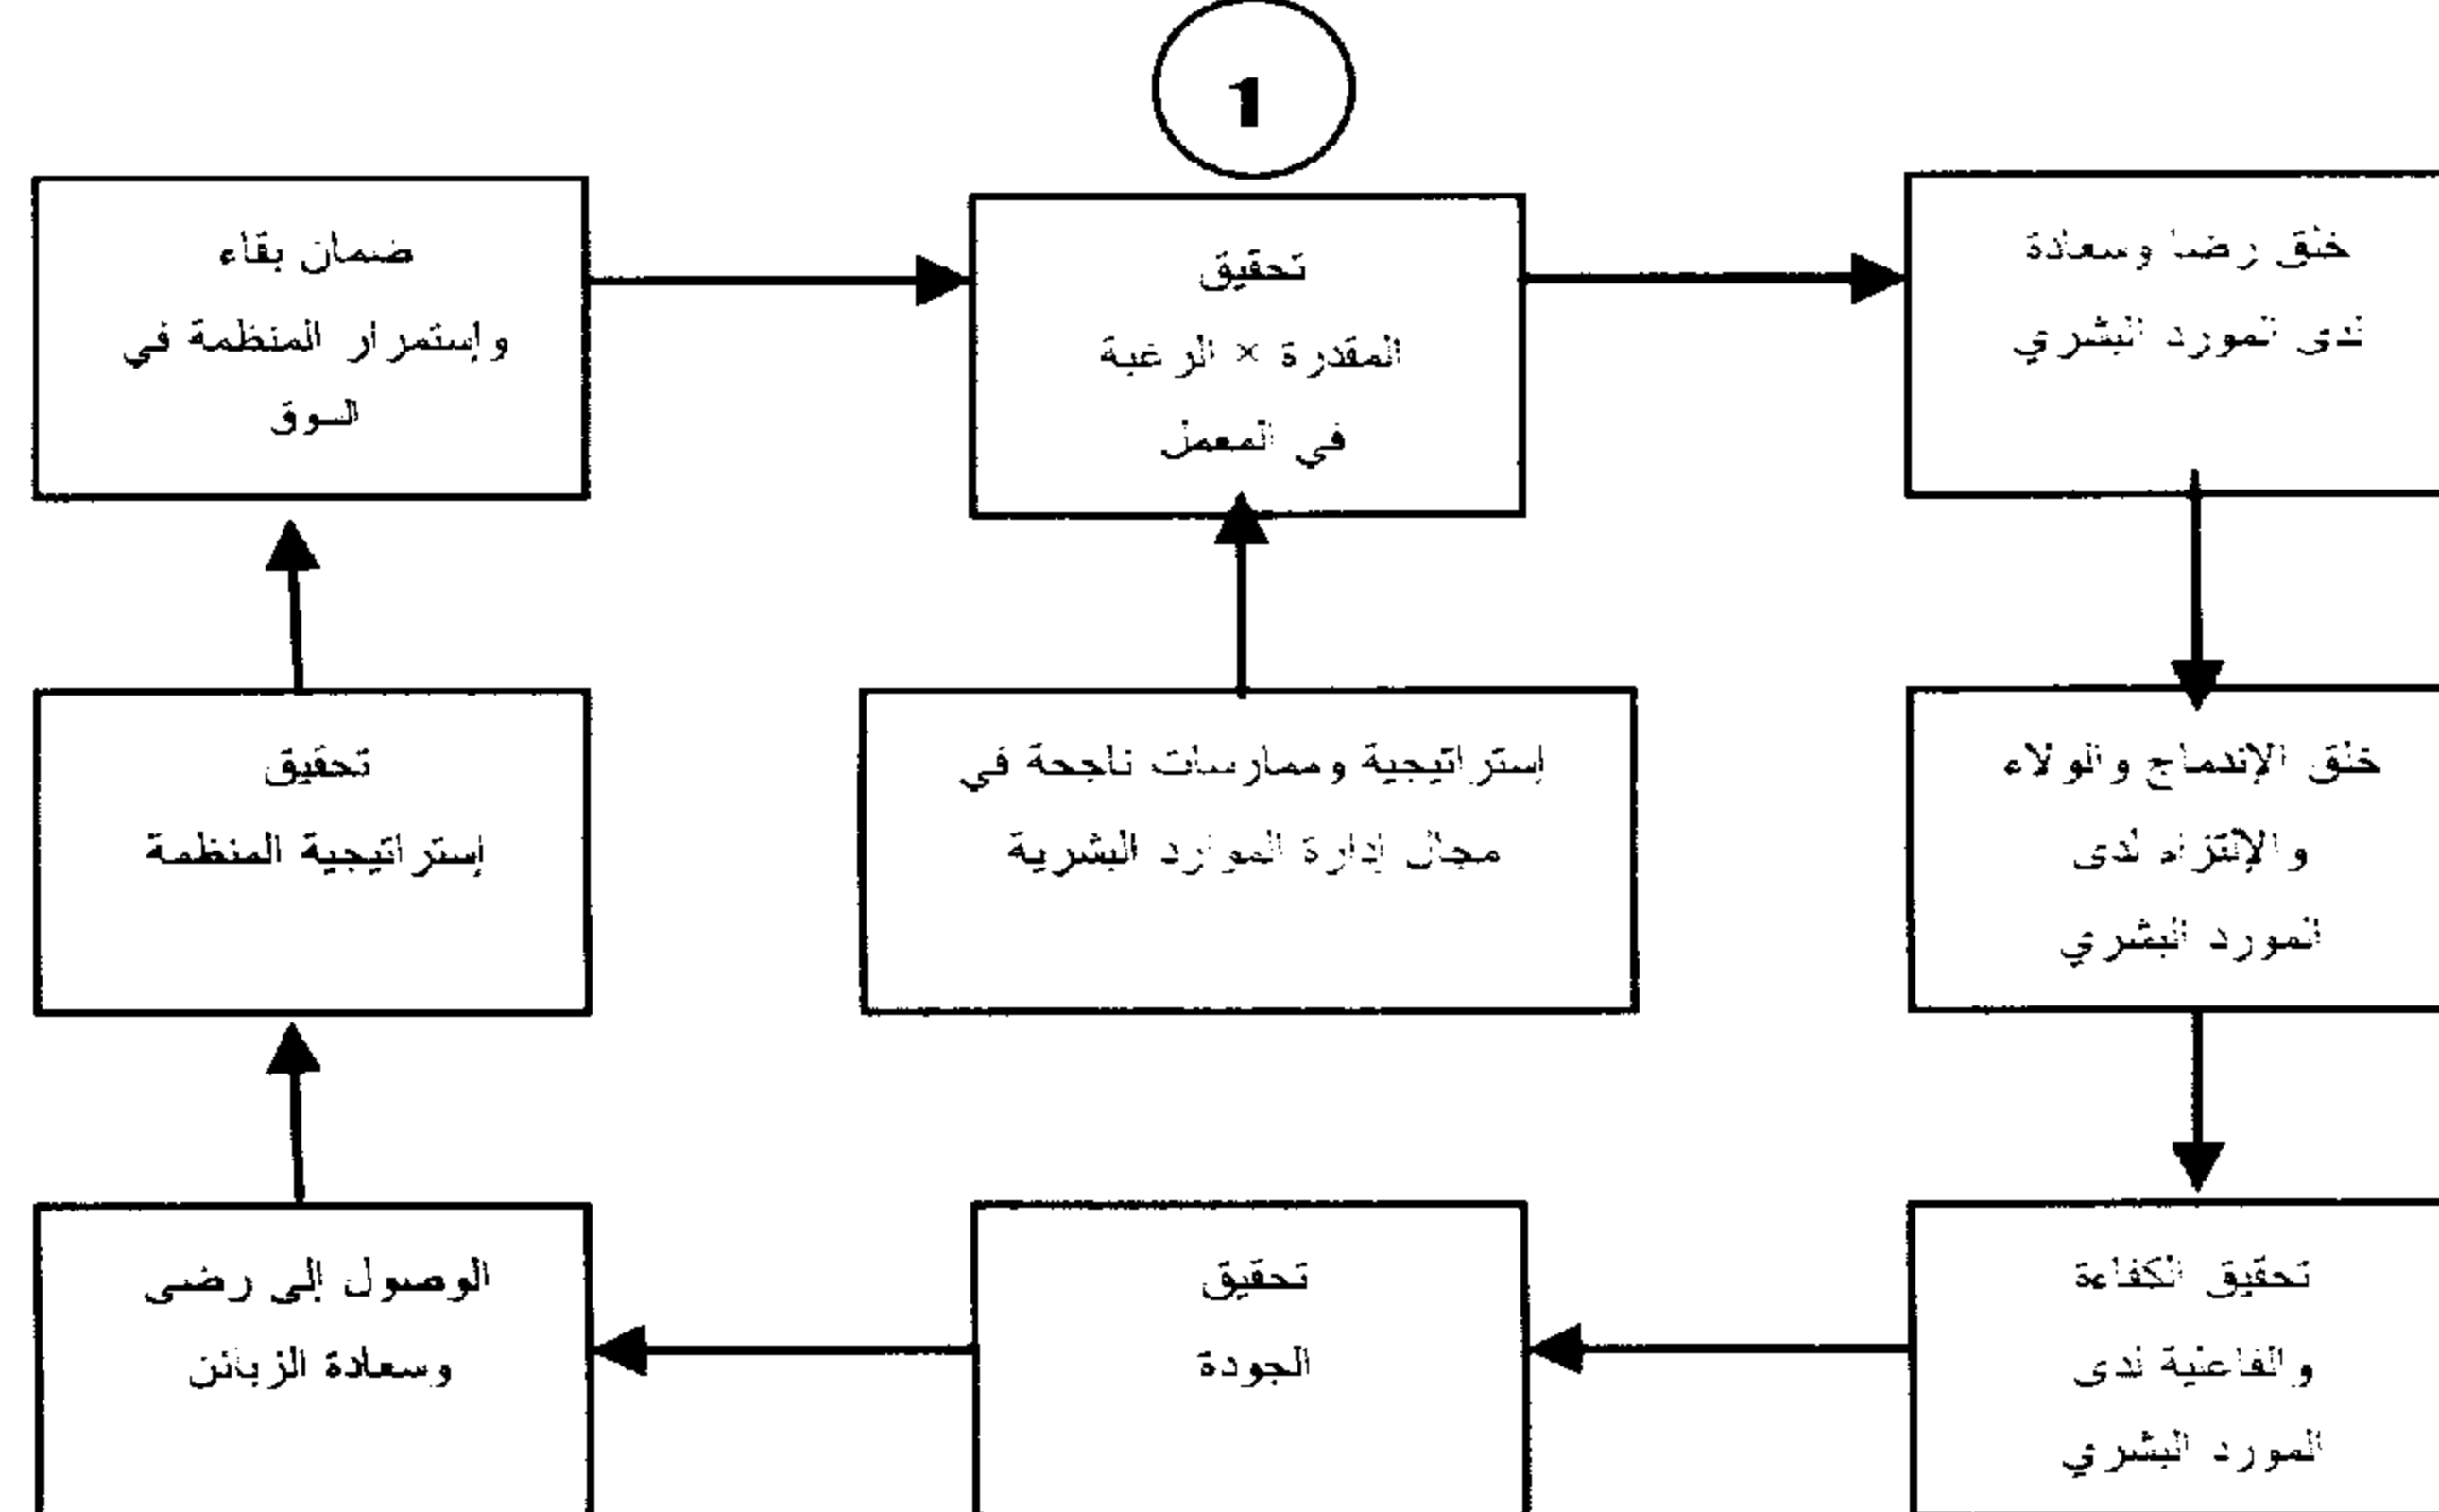 1
خلق رضا وسعادة
لدى المورد البشري
تحقيق
المقدرة × الرغبة
في المعمل
ضمان بقاء
وإستمرار المنظمة في
السوق
خلق الإندماج والولاء
والإلتزام لدى
المورد البشري
إستراتيجية وممارسات ناجحة في
مجال إدارة الموارد البشرية
تحقيق
إستراتيجية المنظمة
تحقيق الكفاءة
والفاعلية لدى
المورد البشري
تحقيق
الجودة
الوصول إلى رضى
وسعادة الزبائن